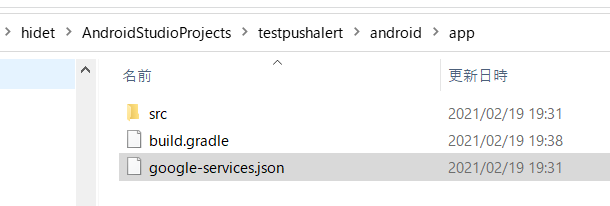 hidet > AndroidStudioProjects > testpushalert > android > app
名前 更新日時
src 2021/02/19 19:31
build.gradle 2021/02/19 19:38
google-services.json 2021/02/19 19:31